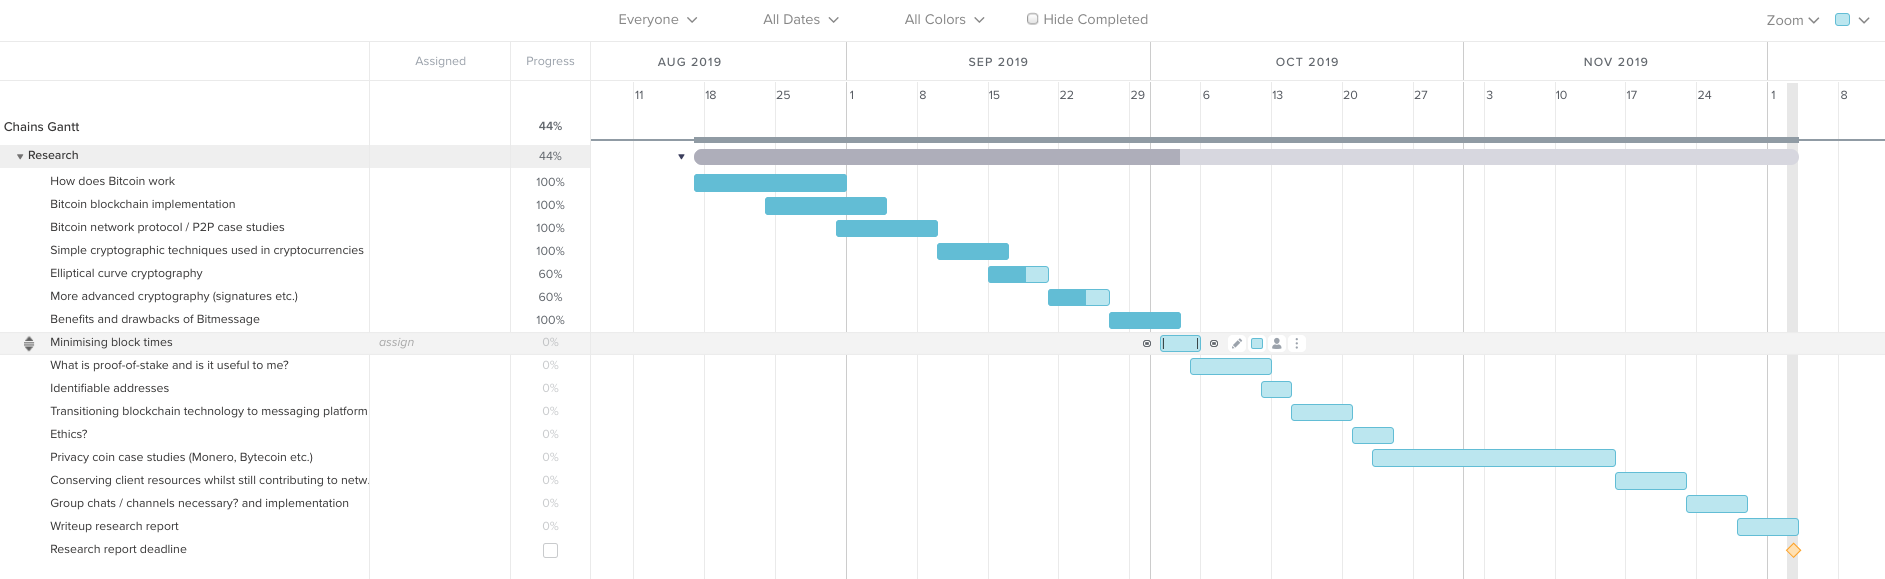 Everyone All Dates All Colors Hide Completed Zoom
Assigned Progress AUG 2019 SEP 2019 OCT 2019 NOV 2019
11 18 25 1 8 15 22 29 6 13 20 27 3 10 17 24 1 8
Chains Gantt 44%
Research 44%
How does Bitcoin work 100%
Bitcoin blockchain implementation 100%
Bitcoin network protocol / P2P case studies 100%
Simple cryptographic techniques used in cryptocurrencies 100%
Elliptical curve cryptography 60%
More advanced cryptography (signatures etc.) 60%
Benefits and drawbacks of Bitmessage 100%
Minimising block times assign 0%
What is proof-of-stake and is it useful to me? 0%
Identifiable addresses 0%
Transitioning blockchain technology to messaging platform 0%
Ethics? 0%
Privacy coin case studies (Monero, Bytecoin etc.) 0%
Conserving client resources whilst still contributing to netw. 0%
Group chats / channels necessary? and implementation 0%
Writeup research report 0%
Research report deadline